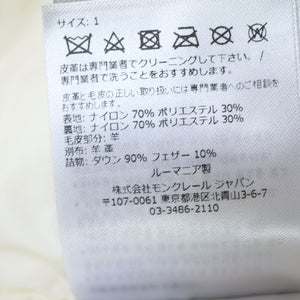 サイズ: 1
皮革は専門業者でクリーニングして下さい。
専門業者で洗うことをおすすめします。
皮革と毛皮の正しい取り扱いには専門業者へのご相談を
おすすめします。
表地: ナイロン 70% ポリエステル 30%
裏地: ナイロン 70% ポリエステル 30%
毛皮部分: 羊
別布: 羊革
詰物: ダウン 90% フェザー 10%
ルーマニア製
株式会社モンクレール ジャパン
〒107-0061 東京都港区北青山3-6-7
03-3486-2110